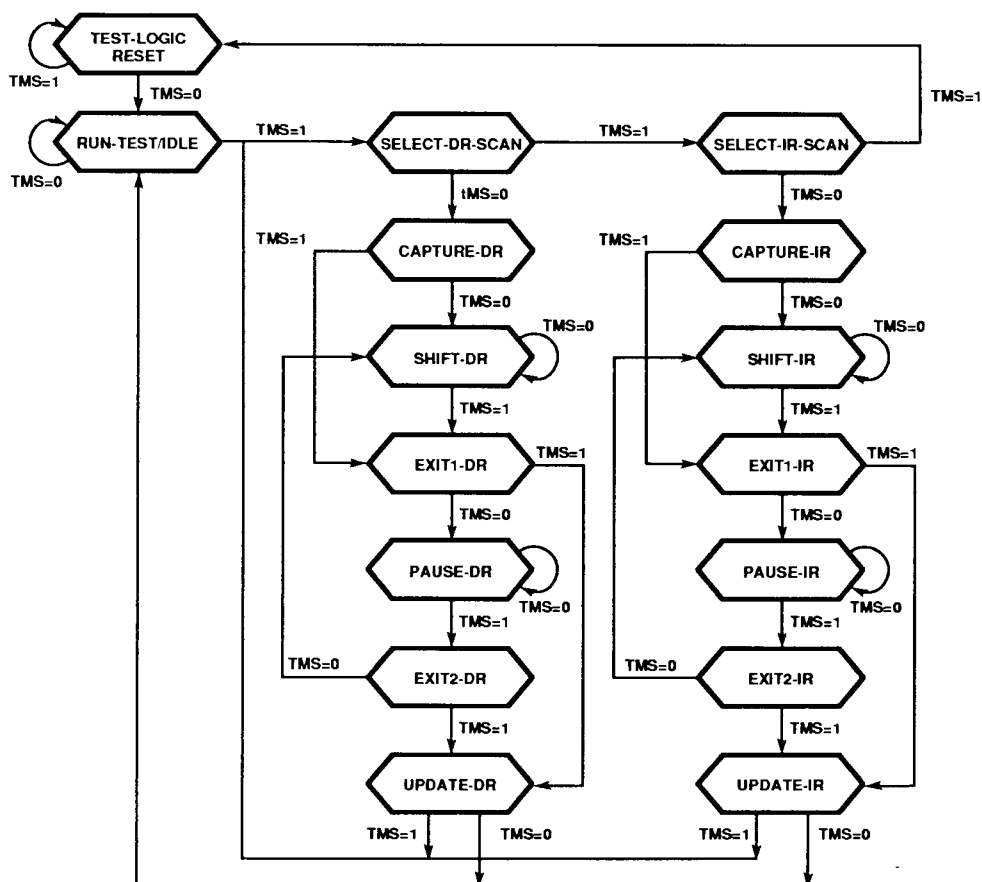 TEST-LOGIC
RESET
TMS=1
TMS=0
TMS=1
RUN-TEST/IDLE
TMS=0
TMS=1
SELECT-DR-SCAN
TMS=1
SELECT-IR-SCAN
tMS=0
TMS=0
TMS=1
CAPTURE-DR
TMS=1
CAPTURE-IR
TMS=0
TMS=0
TMS=0
TMS=0
SHIFT-DR
SHIFT-IR
TMS=1
TMS=1
EXIT1-DR
TMS=1
EXIT1-IR
TMS=1
TMS=0
TMS=0
PAUSE-DR
PAUSE-IR
TMS=0
TMS=0
TMS=1
TMS=1
TMS=0
EXIT2-DR
TMS=0
EXIT2-IR
TMS=1
TMS=1
UPDATE-DR
UPDATE-IR
TMS=1
TMS=0
TMS=1
TMS=0